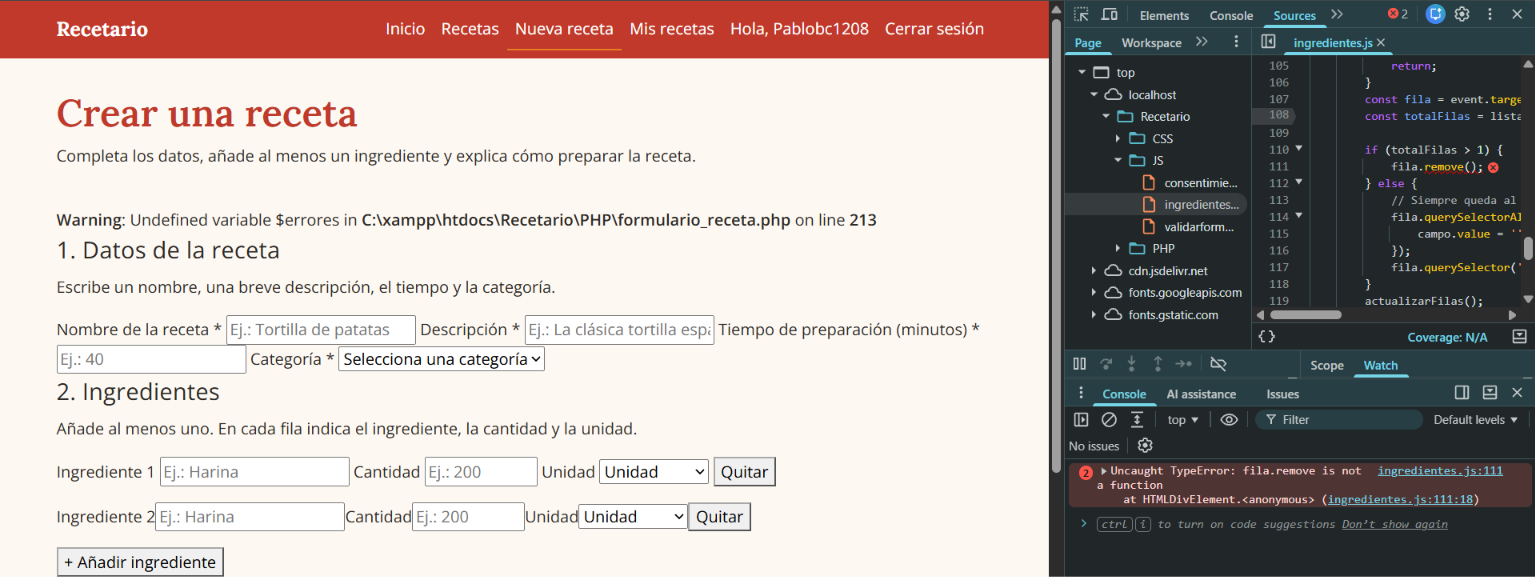 Recetario
Inicio Recetas Nueva receta Mis recetas Hola, Pablobc1208 Cerrar sesión
Crear una receta
Completa los datos, añade al menos un ingrediente y explica cómo preparar la receta.
Warning: Undefined variable $errores in C:\xampp\htdocs\Recetario\PHP\formulario_receta.php on line 213
1. Datos de la receta
Escribe un nombre, una breve descripción, el tiempo y la categoría.
Nombre de la receta * Ej.: Tortilla de patatas Descripción * Ej.: La clásica tortilla espa Tiempo de preparación (minutos) *
Ej.: 40 Categoría * Selecciona una categoría
2. Ingredientes
Añade al menos uno. En cada fila indica el ingrediente, la cantidad y la unidad.
Ingrediente 1 Ej.: Harina Cantidad Ej.: 200 Unidad Unidad Quitar
Ingrediente 2 Ej.: Harina Cantidad Ej.: 200 Unidad Unidad Quitar
+ Añadir ingrediente
Elements Console Sources 2
Page Workspace
top
localhost
Recetario
CSS
JS
consentimie...
ingredientes...
validarform...
PHP
cdn.jsdelivr.net
fonts.googleapis.com
fonts.gstatic.com
ingredientes.js
105 return;
106 }
107 const fila = event.targe
108 const totalFilas = lista
109
110 if (totalFilas > 1) {
111 fila.remove();
112 } else {
113 // Siempre queda al
114 fila.querySelectorAl
115 campo.value = '
116 });
117 fila.querySelector('
118 }
119 actualizarFilas();
{} Coverage: N/A
Scope Watch
Console AI assistance Issues
top Filter Default levels
No issues
2 Uncaught TypeError: fila.remove is not ingredientes.js:111
a function
at HTMLDivElement.<anonymous> (ingredientes.js:111:18)
ctrl i to turn on code suggestions Don't show again